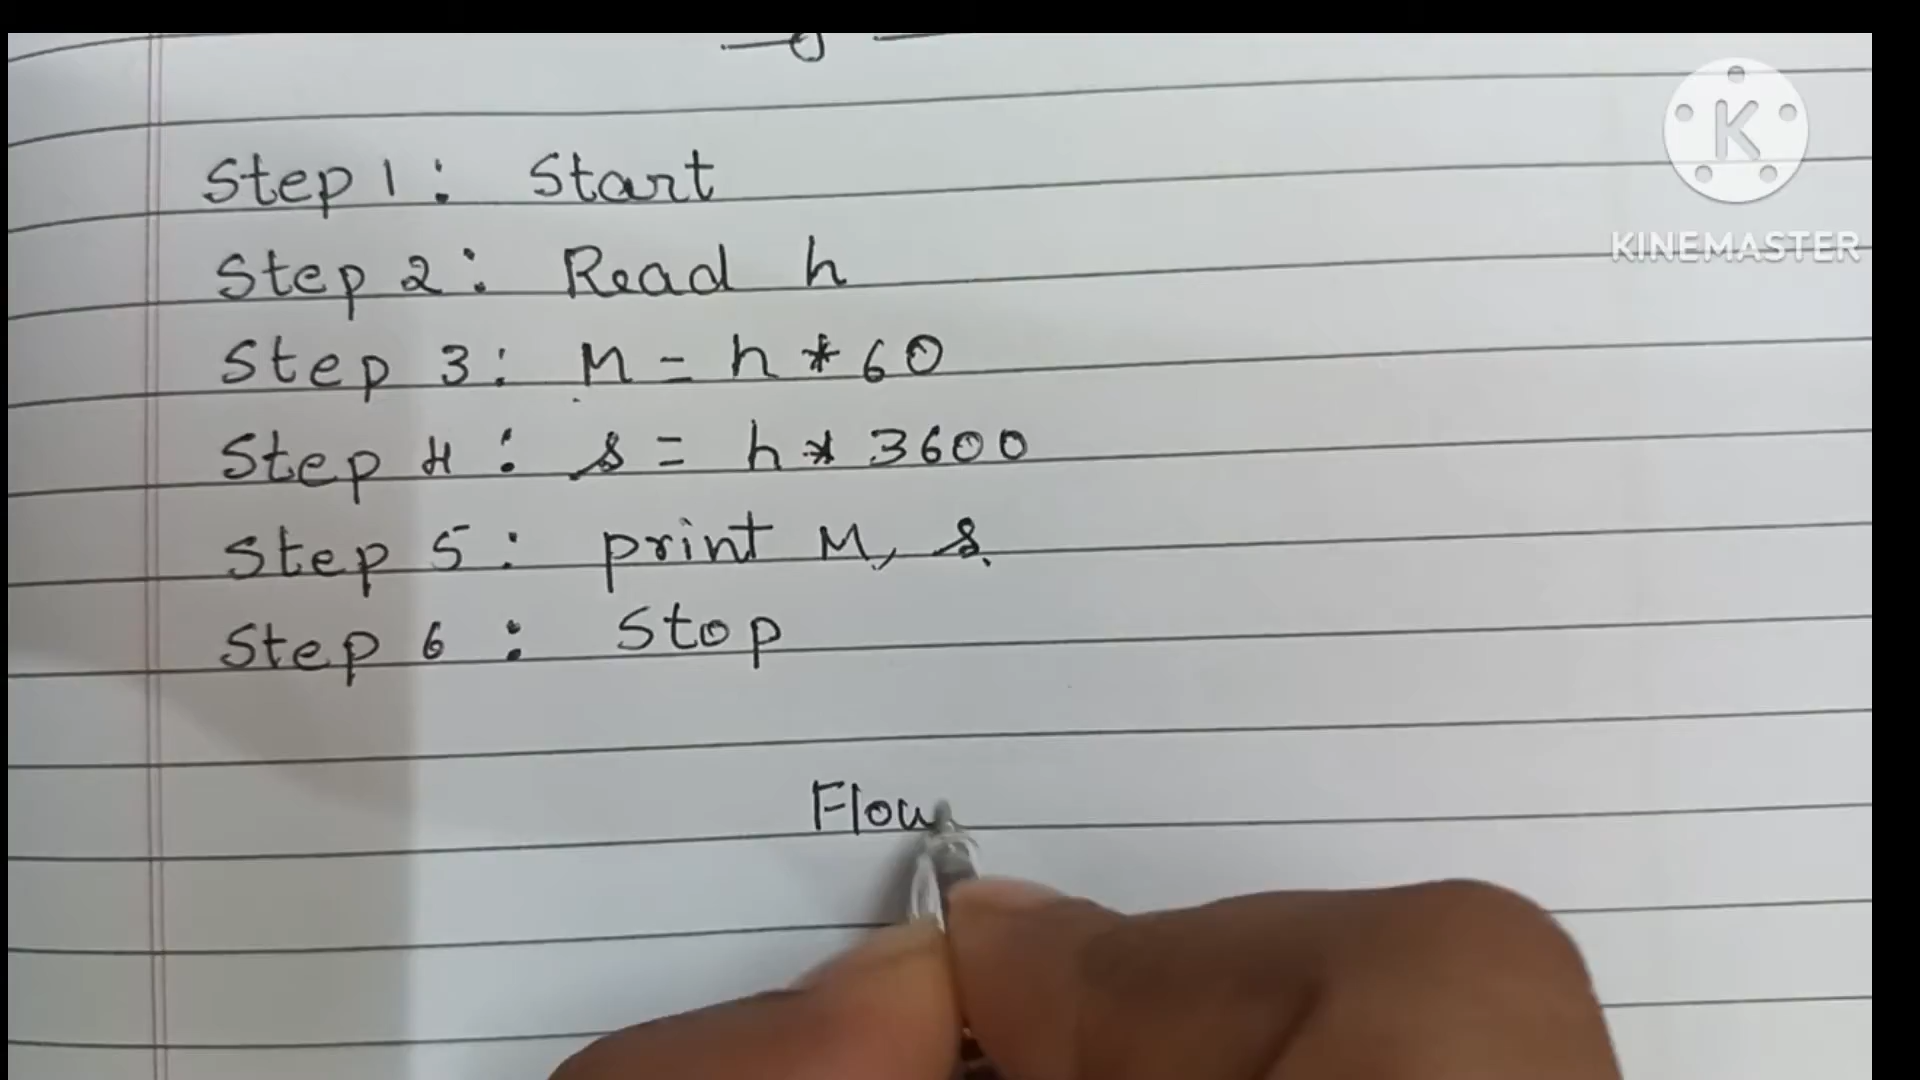 Step 1 : Start
Step 2 : Read h
Step 3 : M = h * 60
Step 4 : s = h * 3600
Step 5 : print M, s.
Step 6 : Stop
Flow
K
KINEMASTER